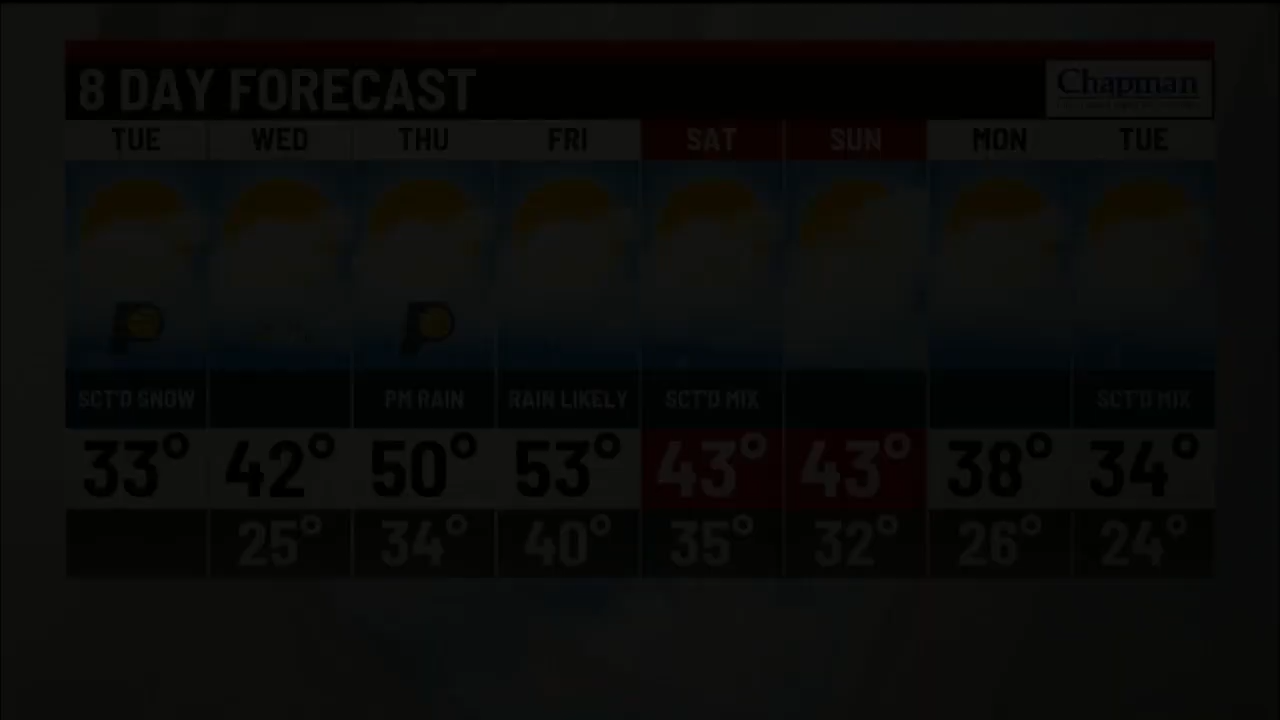 8 DAY FORECAST
Chapman
TUE WED THU FRI SAT SUN MON TUE
SCT'D SNOW PM RAIN RAIN LIKELY SCT'D MIX SCT'D MIX
33° 42° 50° 53° 43° 43° 38° 34°
25° 34° 40° 35° 32° 26° 24°